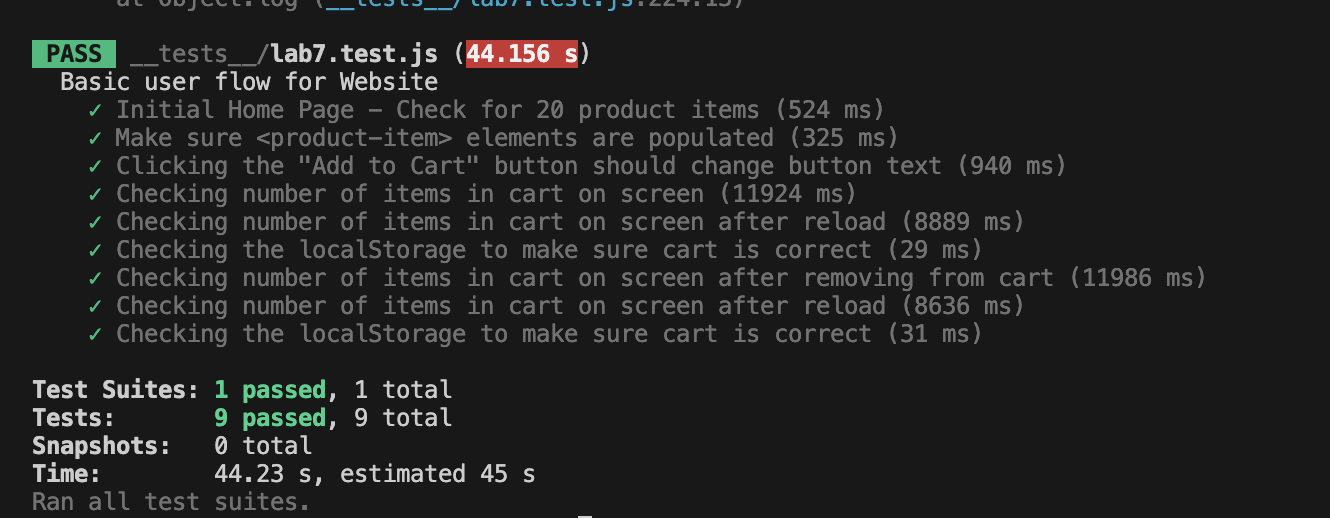 at object.log (__tests__/lab7.test.js:224:13)
PASS __tests__/lab7.test.js (44.156 s)
Basic user flow for Website
✓ Initial Home Page – Check for 20 product items (524 ms)
✓ Make sure <product-item> elements are populated (325 ms)
✓ Clicking the "Add to Cart" button should change button text (940 ms)
✓ Checking number of items in cart on screen (11924 ms)
✓ Checking number of items in cart on screen after reload (8889 ms)
✓ Checking the localStorage to make sure cart is correct (29 ms)
✓ Checking number of items in cart on screen after removing from cart (11986 ms)
✓ Checking number of items in cart on screen after reload (8636 ms)
✓ Checking the localStorage to make sure cart is correct (31 ms)
Test Suites: 1 passed, 1 total
Tests: 9 passed, 9 total
Snapshots: 0 total
Time: 44.23 s, estimated 45 s
Ran all test suites.